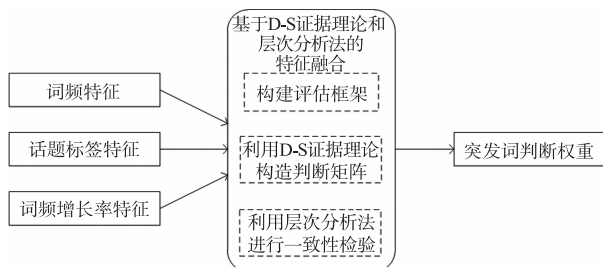 基于D-S证据理论和
层次分析法的
特征融合
词频特征
构建评估框架
话题标签特征
利用D-S证据理论
构造判断矩阵
突发词判断权重
词频增长率特征
利用层次分析法
进行一致性检验